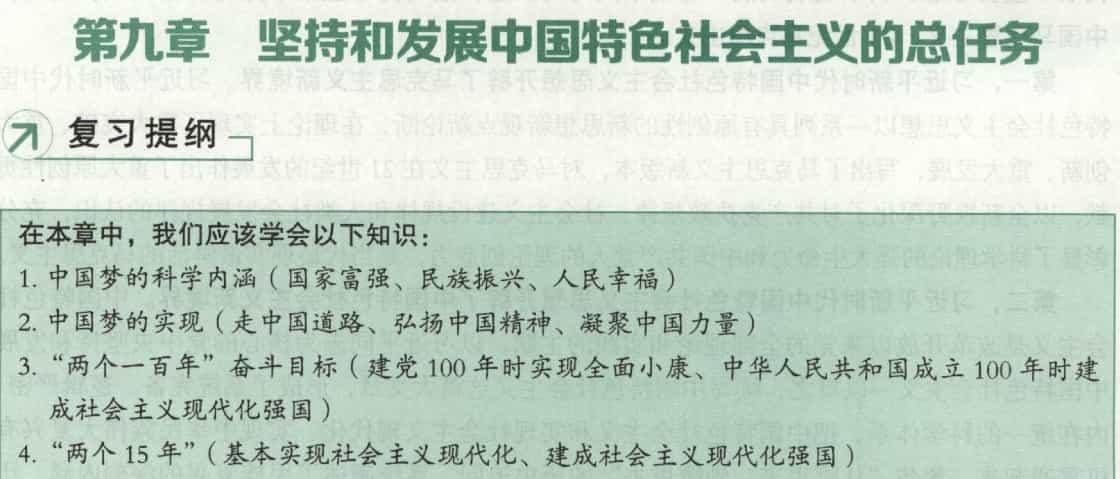 第九章 坚持和发展中国特色社会主义的总任务
复习提纲
在本章中，我们应该学会以下知识：
1. 中国梦的科学内涵（国家富强、民族振兴、人民幸福）
2. 中国梦的实现（走中国道路、弘扬中国精神、凝聚中国力量）
3. “两个一百年”奋斗目标（建党 100 年时实现全面小康、中华人民共和国成立 100 年时建
成社会主义现代化强国）
4. “两个 15 年”（基本实现社会主义现代化、建成社会主义现代化强国）